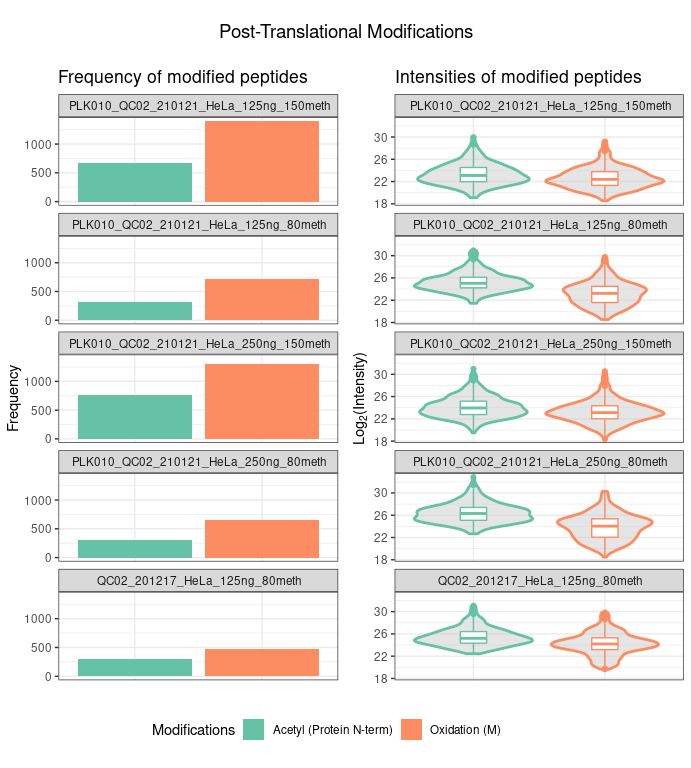 Post-Translational Modifications
Frequency of modified peptides
PLK010_QC02_210121_HeLa_125ng_150meth
1000
500
0
PLK010_QC02_210121_HeLa_125ng_80meth
1000
500
0
PLK010_QC02_210121_HeLa_250ng_150meth
1000
500
0
PLK010_QC02_210121_HeLa_250ng_80meth
1000
500
0
QC02_201217_HeLa_125ng_80meth
1000
500
0
Frequency
Intensities of modified peptides
PLK010_QC02_210121_HeLa_125ng_150meth
30
26
22
18
PLK010_QC02_210121_HeLa_125ng_80meth
30
26
22
18
PLK010_QC02_210121_HeLa_250ng_150meth
30
26
22
18
PLK010_QC02_210121_HeLa_250ng_80meth
30
26
22
18
QC02_201217_HeLa_125ng_80meth
30
26
22
18
Log₂(Intensity)
Modifications Acetyl (Protein N-term) Oxidation (M)